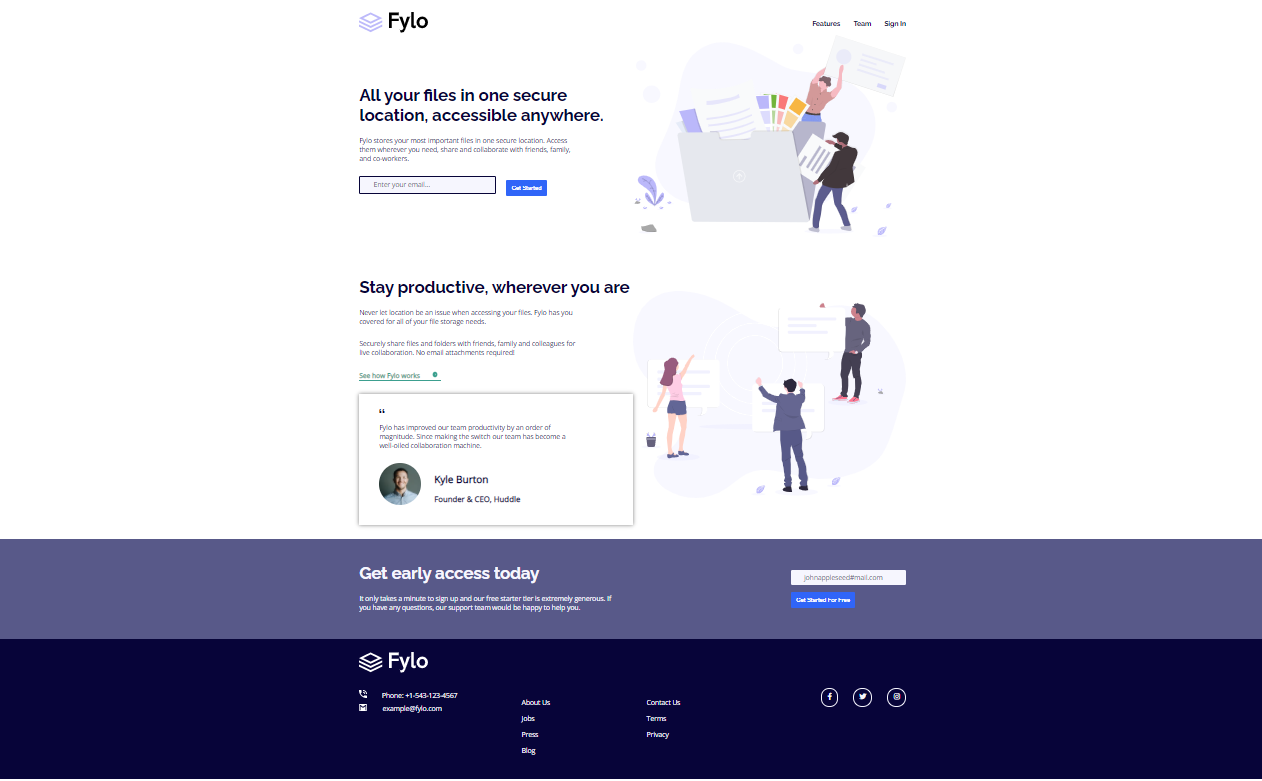 Fylo
Features Team Sign In
All your files in one secure
location, accessible anywhere.
Fylo stores your most important files in one secure location. Access
them wherever you need, share and collaborate with friends, family,
and co-workers.
Enter your email...
Get Started
Stay productive, wherever you are
Never let location be an issue when accessing your files. Fylo has you
covered for all of your file storage needs.
Securely share files and folders with friends, family and colleagues for
live collaboration. No email attachments required!
See how Fylo works
“
Fylo has improved our team productivity by an order of
magnitude. Since making the switch our team has become a
well-oiled collaboration machine.
Kyle Burton
Founder & CEO, Huddle
Get early access today
It only takes a minute to sign up and our free starter tier is extremely generous. If
you have any questions, our support team would be happy to help you.
johnappleseed#mail.com
Get Started For Free
Fylo
Phone: +1-543-123-4567
example@fylo.com
About Us
Jobs
Press
Blog
Contact Us
Terms
Privacy